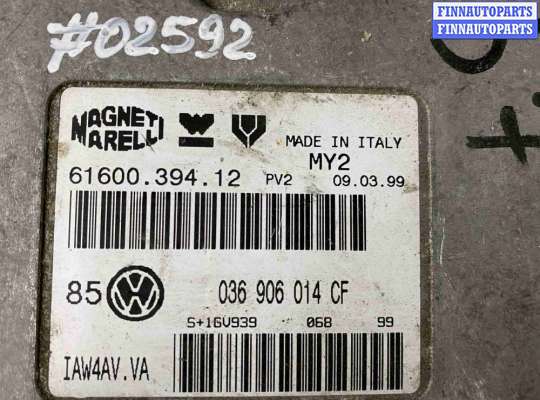 FINNAUTOPARTS
FINNAUTOPARTS
#02592
MAGNETI
MARELLI
MADE IN ITALY
MY2
61600.394.12 PV2 09.03.99
85 036 906 014 CF
S+16V939 068 99
IAW4AV.VA